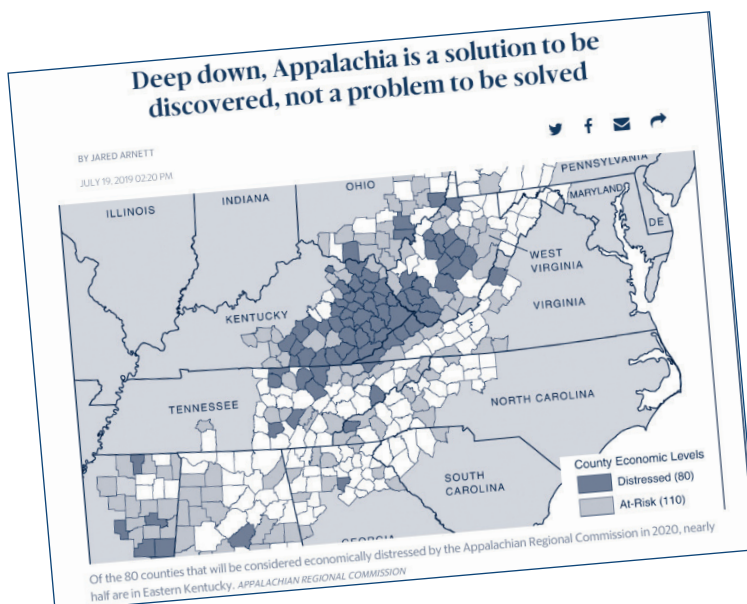 Deep down, Appalachia is a solution to be
discovered, not a problem to be solved
BY JARED ARNETT
JULY 19, 2019 02:20 PM
PENNSYLVANIA
OHIO
INDIANA
ILLINOIS
MARYLAND
DE
WEST
VIRGINIA
VIRGINIA
KENTUCKY
NORTH CAROLINA
TENNESSEE
SOUTH
CAROLINA
GEORGIA
County Economic Levels
Distressed (80)
At-Risk (110)
Of the 80 counties that will be considered economically distressed by the Appalachian Regional Commission in 2020, nearly
half are in Eastern Kentucky. APPALACHIAN REGIONAL COMMISSION